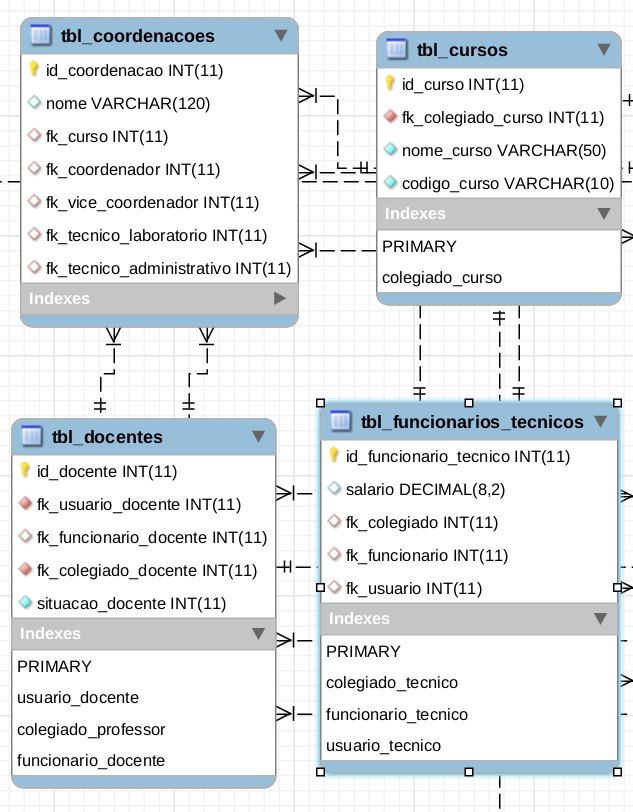 tbl_coordenacoes
id_coordenacao INT(11)
nome VARCHAR(120)
fk_curso INT(11)
fk_coordenador INT(11)
fk_vice_coordenador INT(11)
fk_tecnico_laboratorio INT(11)
fk_tecnico_administrativo INT(11)
Indexes
tbl_cursos
id_curso INT(11)
fk_colegiado_curso INT(11)
nome_curso VARCHAR(50)
codigo_curso VARCHAR(10)
Indexes
PRIMARY
colegiado_curso
tbl_docentes
id_docente INT(11)
fk_usuario_docente INT(11)
fk_funcionario_docente INT(11)
fk_colegiado_docente INT(11)
situacao_docente INT(11)
Indexes
PRIMARY
usuario_docente
colegiado_professor
funcionario_docente
tbl_funcionarios_tecnicos
id_funcionario_tecnico INT(11)
salario DECIMAL(8,2)
fk_colegiado INT(11)
fk_funcionario INT(11)
fk_usuario INT(11)
Indexes
PRIMARY
colegiado_tecnico
funcionario_tecnico
usuario_tecnico